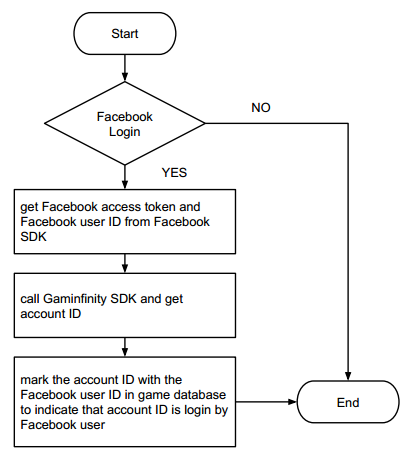 Start
Facebook
Login
NO
YES
get Facebook access token and
Facebook user ID from Facebook
SDK
call Gaminfinity SDK and get
account ID
mark the account ID with the
Facebook user ID in game database
to indicate that account ID is login by
Facebook user
End